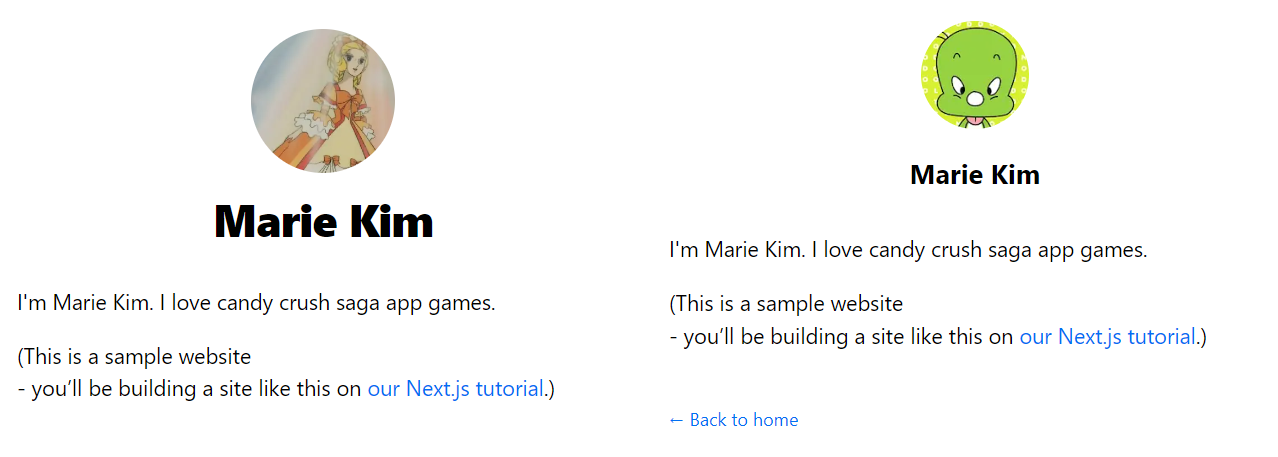 Marie Kim
I'm Marie Kim. I love candy crush saga app games.
(This is a sample website
- you’ll be building a site like this on our Next.js tutorial.)
Marie Kim
I'm Marie Kim. I love candy crush saga app games.
(This is a sample website
- you’ll be building a site like this on our Next.js tutorial.)
← Back to home